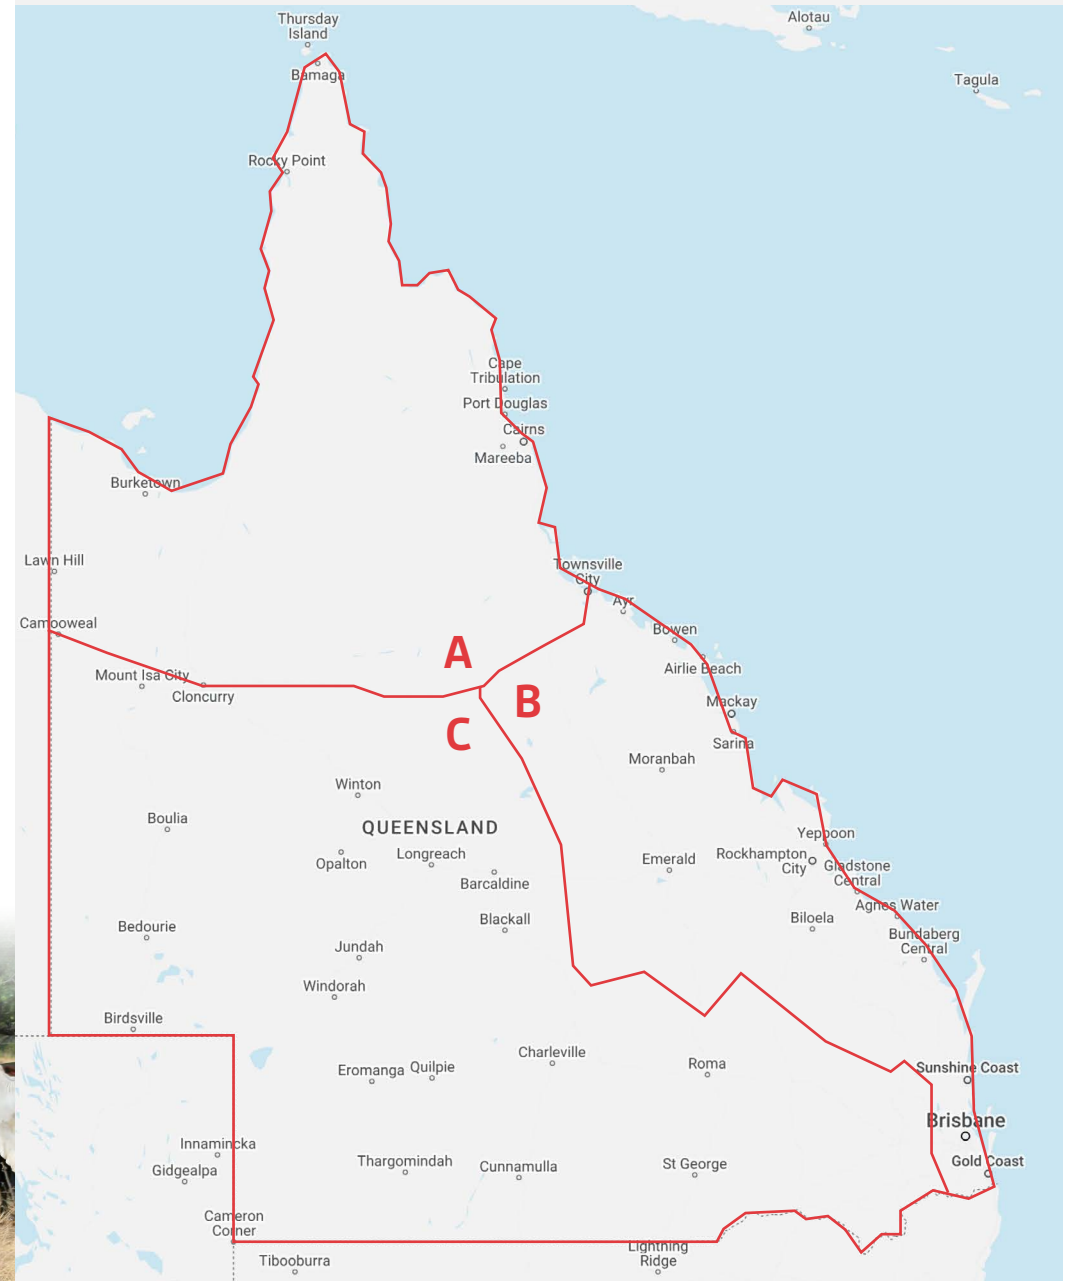 Thursday
Island
Alotau
Bamaga
Tagula
Rocky Point
Cape
Tribulation
Port Douglas
Cairns
Mareeba
Burketown
Lawn Hill
Townsville
City
Ayr
Camooweal
Bowen
A
Airlie Beach
Mount Isa City
Cloncurry
B
Mackay
C
Sarina
Moranbah
Winton
Boulia
QUEENSLAND
Yeppoon
Longreach
Opalton
Emerald
Rockhampton
City
Gladstone
Central
Barcaldine
Agnes Water
Blackall
Biloela
Bedourie
Bundaberg
Central
Jundah
Windorah
Birdsville
Charleville
Eromanga
Quilpie
Roma
Sunshine Coast
Brisbane
Innamincka
Gidgealpa
Thargomindah
Cunnamulla
St George
Gold Coast
Cameron
Corner
Tibooburra
Lightning
Ridge